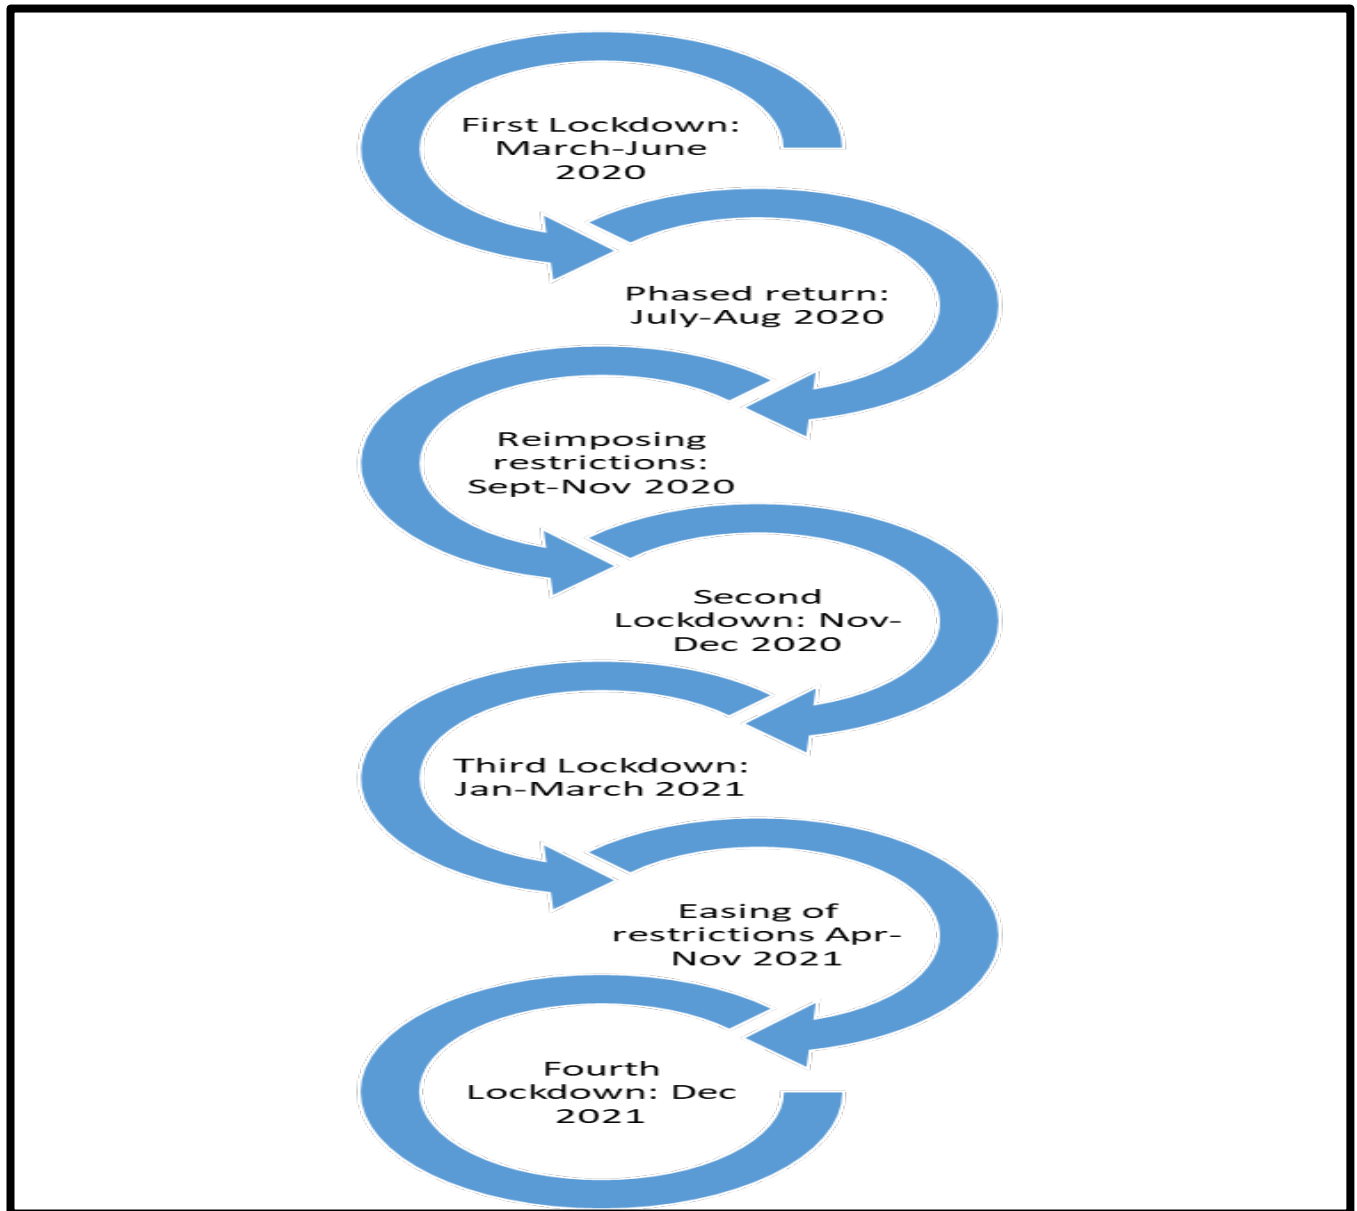 First Lockdown:
March-June
2020
Phased return:
July-Aug 2020
Reimposing
restrictions:
Sept-Nov 2020
Second
Lockdown: Nov-
Dec 2020
Third Lockdown:
Jan-March 2021
Easing of
restrictions Apr-
Nov 2021
Fourth
Lockdown: Dec
2021